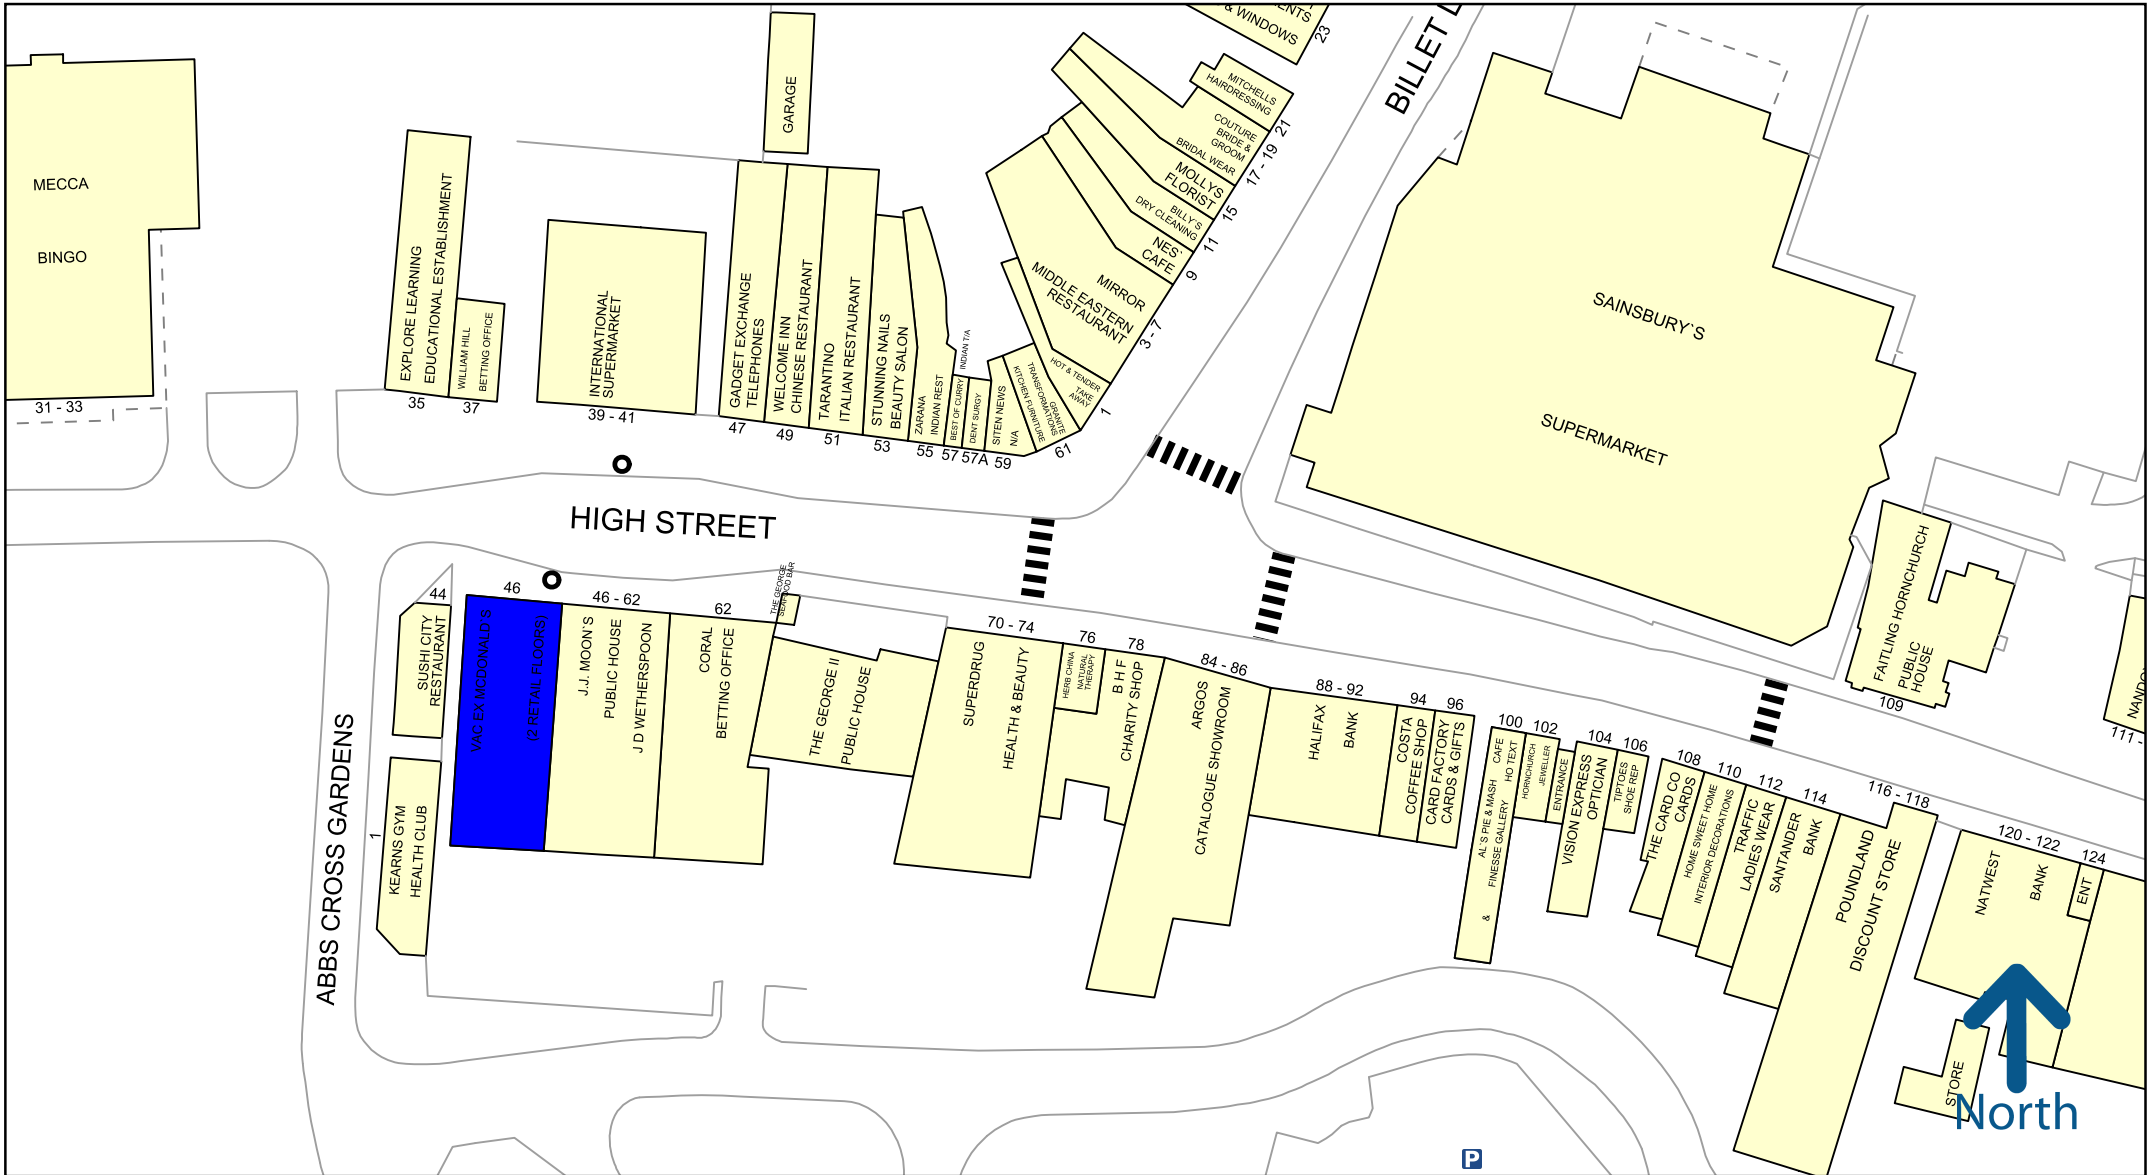 MECCA
BINGO
31 - 33
EXPLORE LEARNING
EDUCATIONAL ESTABLISHMENT
35
WILLIAM HILL
BETTING OFFICE
37
INTERNATIONAL
SUPERMARKET
39 - 41
GARAGE
GADGET EXCHANGE
TELEPHONES
47
WELCOME INN
CHINESE RESTAURANT
49
TARANTINO
ITALIAN RESTAURANT
51
STUNNING NAILS
BEAUTY SALON
53
ZARANA
INDIAN REST
55
BEST OF CURRY
INDIAN T/A
57
DENT SURGY
57A
SITEN NEWS
N/A
59
GRANITE
TRANSFORMATIONS
KITCHEN FURNITURE
61
HOT & TENDER
TAKE
AWAY
1
MIRROR
MIDDLE EASTERN
RESTAURANT
3 - 7
NES'
CAFE
9
BILLY'S
DRY CLEANING
11
MOLLYS
FLORIST
15
COUTURE
BRIDE &
GROOM
BRIDAL WEAR
17 - 19
MITCHELLS
HAIRDRESSING
21
& WINDOWS
23
SAINSBURY`S
SUPERMARKET
FAITLING HORNCHURCH
PUBLIC
HOUSE
109
111 -
HIGH STREET
ABBS CROSS GARDENS
SUSHI CITY
RESTAURANT
44
KEARNS GYM
HEALTH CLUB
1
46
VAC EX MCDONALD`S
(2 RETAIL FLOORS)
46 - 62
J.J. MOON`S
PUBLIC HOUSE
J D WETHERSPOON
62
CORAL
BETTING OFFICE
THE GEORGE
SEAFOOD BAR
THE GEORGE II
PUBLIC HOUSE
70 - 74
SUPERDRUG
HEALTH & BEAUTY
76
HERB CHINA
NATURAL
THERAPY
78
B H F
CHARITY SHOP
84 - 86
ARGOS
CATALOGUE SHOWROOM
88 - 92
HALIFAX
BANK
94
COSTA
COFFEE SHOP
96
CARD FACTORY
CARDS & GIFTS
100
AL'S PIE & MASH CAFE
& FINESSE GALLERY HO TEXT
102
HORNCHURCH
JEWELLER
ENTRANCE
104
VISION EXPRESS
OPTICIAN
106
TIPTOES
SHOE REP
108
THE CARD CO
CARDS
110
HOME SWEET HOME
INTERIOR DECORATIONS
112
TRAFFIC
LADIES WEAR
114
SANTANDER
BANK
116 - 118
POUNDLAND
DISCOUNT STORE
120 - 122
NATWEST
BANK
124
ENT
STORE
North
P